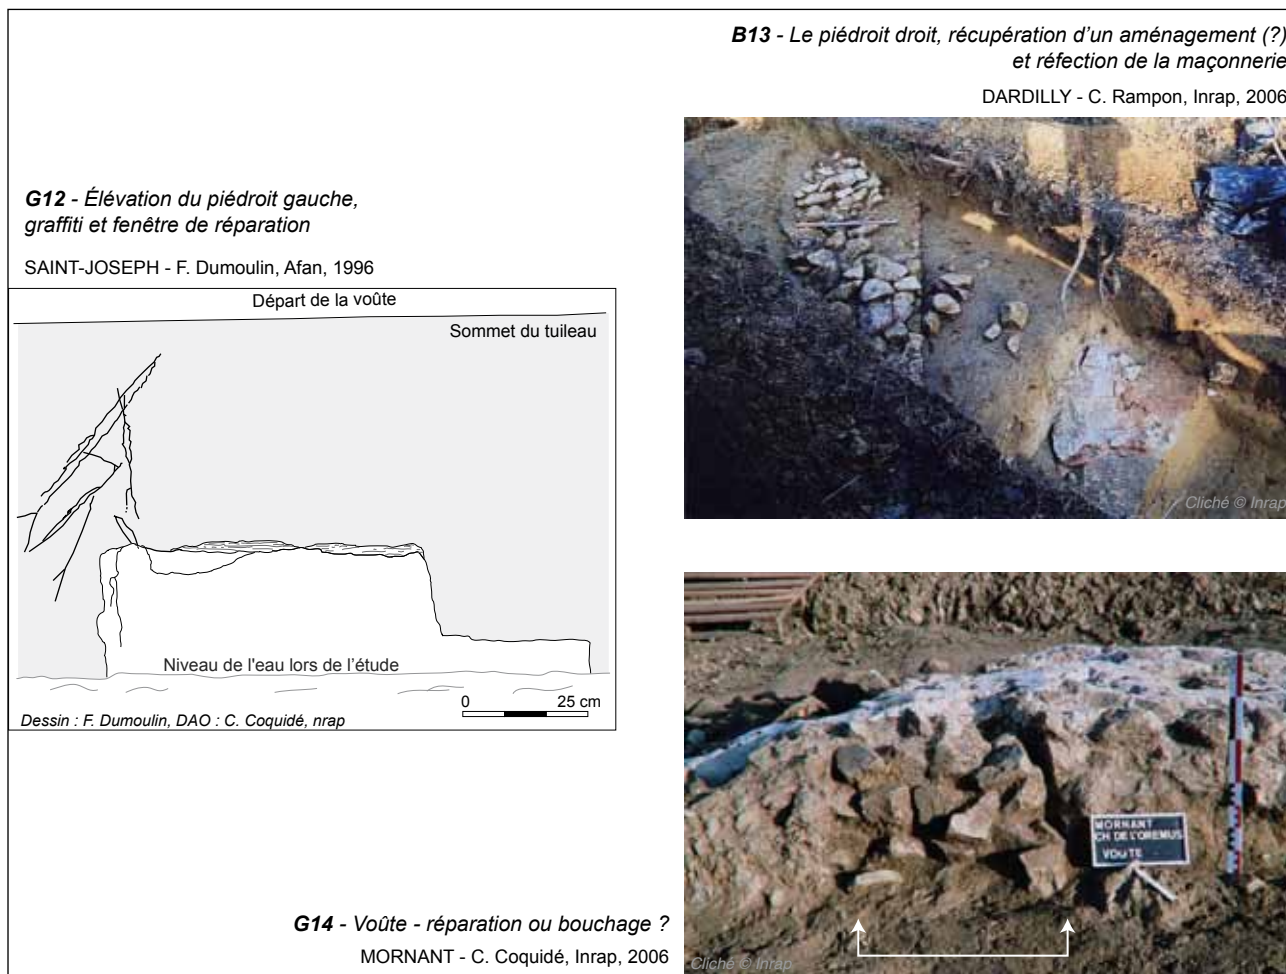 B13 - Le piédroit droit, récupération d'un aménagement (?)
et réfection de la maçonnerie
DARDILLY - C. Rampon, Inrap, 2006
Cliché © Inrap
G12 - Élévation du piédroit gauche,
graffiti et fenêtre de réparation
SAINT-JOSEPH - F. Dumoulin, Afan, 1996
Départ de la voûte
Sommet du tuileau
Niveau de l'eau lors de l'étude
0 25 cm
Dessin : F. Dumoulin, DAO : C. Coquidé, nrap
G14 - Voûte - réparation ou bouchage ?
MORNANT - C. Coquidé, Inrap, 2006
MORNANT
CH DE L'OREMUS
VOUTE
Cliché © Inrap